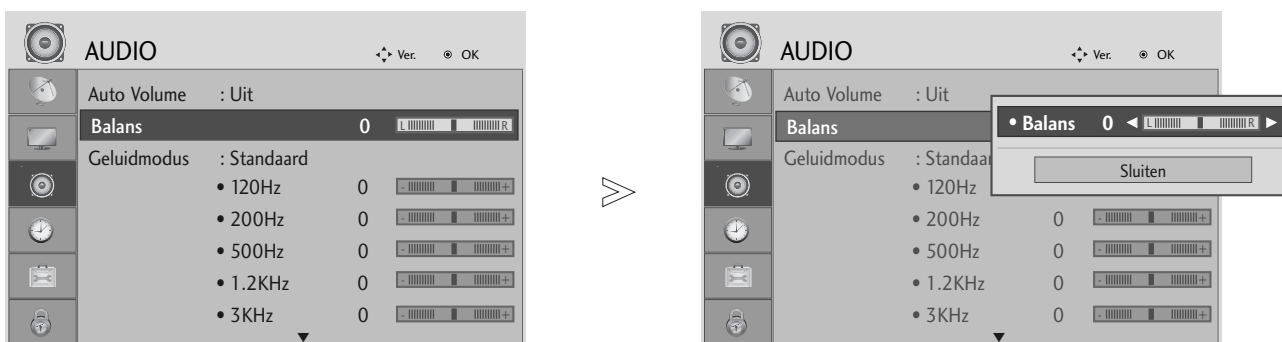 AUDIO
Ver. OK
Auto Volume : Uit
Balans 0 L R
Geluidmodus : Standaard
• 120Hz 0 - +
• 200Hz 0 - +
• 500Hz 0 - +
• 1.2KHz 0 - +
• 3KHz 0 - +
AUDIO
Ver. OK
Auto Volume : Uit
Balans
Geluidmodus : Standaar
• 120Hz
• 200Hz 0 - +
• 500Hz 0 - +
• 1.2KHz 0 - +
• 3KHz 0 - +
• Balans 0 ◄ L R ►
Sluiten